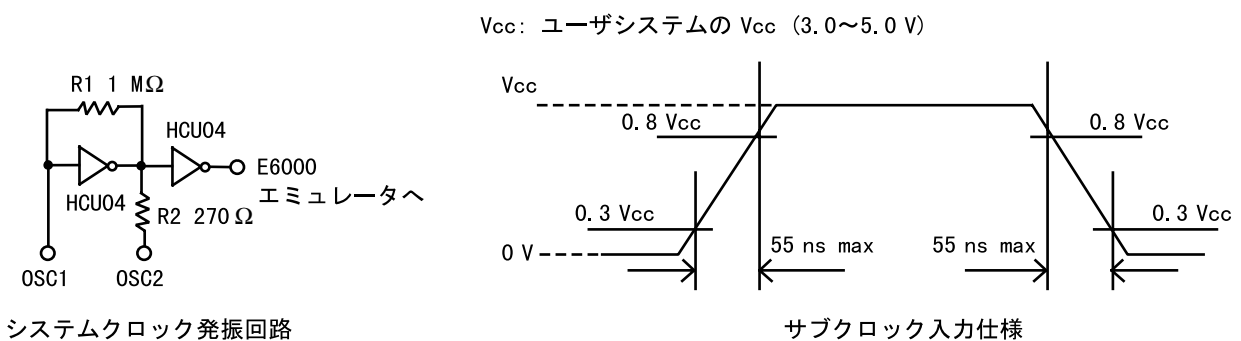 Vcc: ユーザシステムの Vcc (3.0～5.0 V)
R1 1 MΩ
HCU04
HCU04
E6000
エミュレータへ
R2 270Ω
OSC1
OSC2
システムクロック発振回路
Vcc
0.8 Vcc
0.8 Vcc
0.3 Vcc
0.3 Vcc
0 V
55 ns max
55 ns max
サブクロック入力仕様